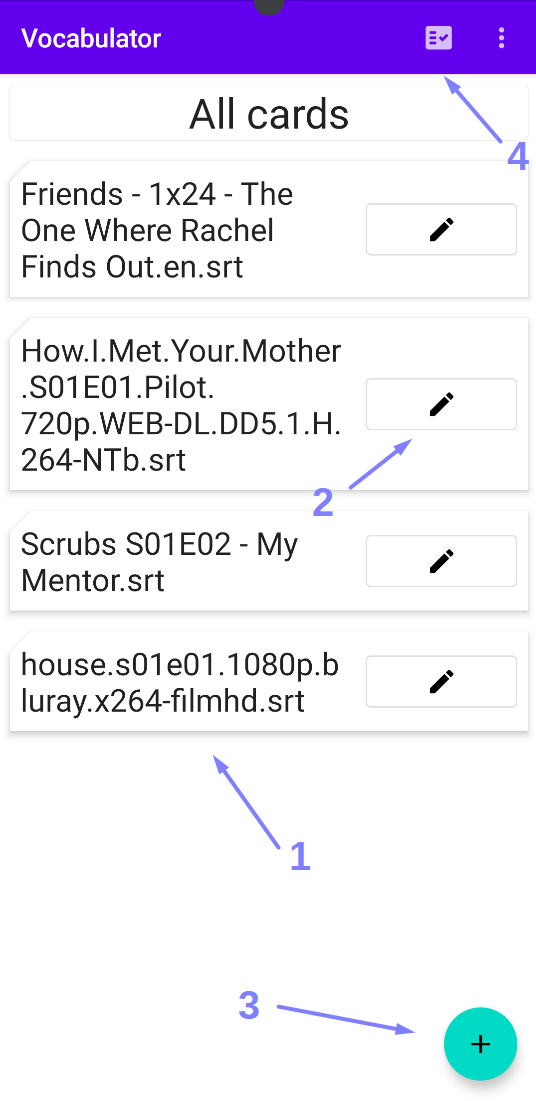 Vocabulator
4
All cards
Friends - 1x24 - The
One Where Rachel
Finds Out.en.srt
How.I.Met.Your.Mother
.S01E01.Pilot.
720p.WEB-DL.DD5.1.H.
264-NTb.srt
2
Scrubs S01E02 - My
Mentor.srt
house.s01e01.1080p.b
luray.x264-filmhd.srt
1
3
+